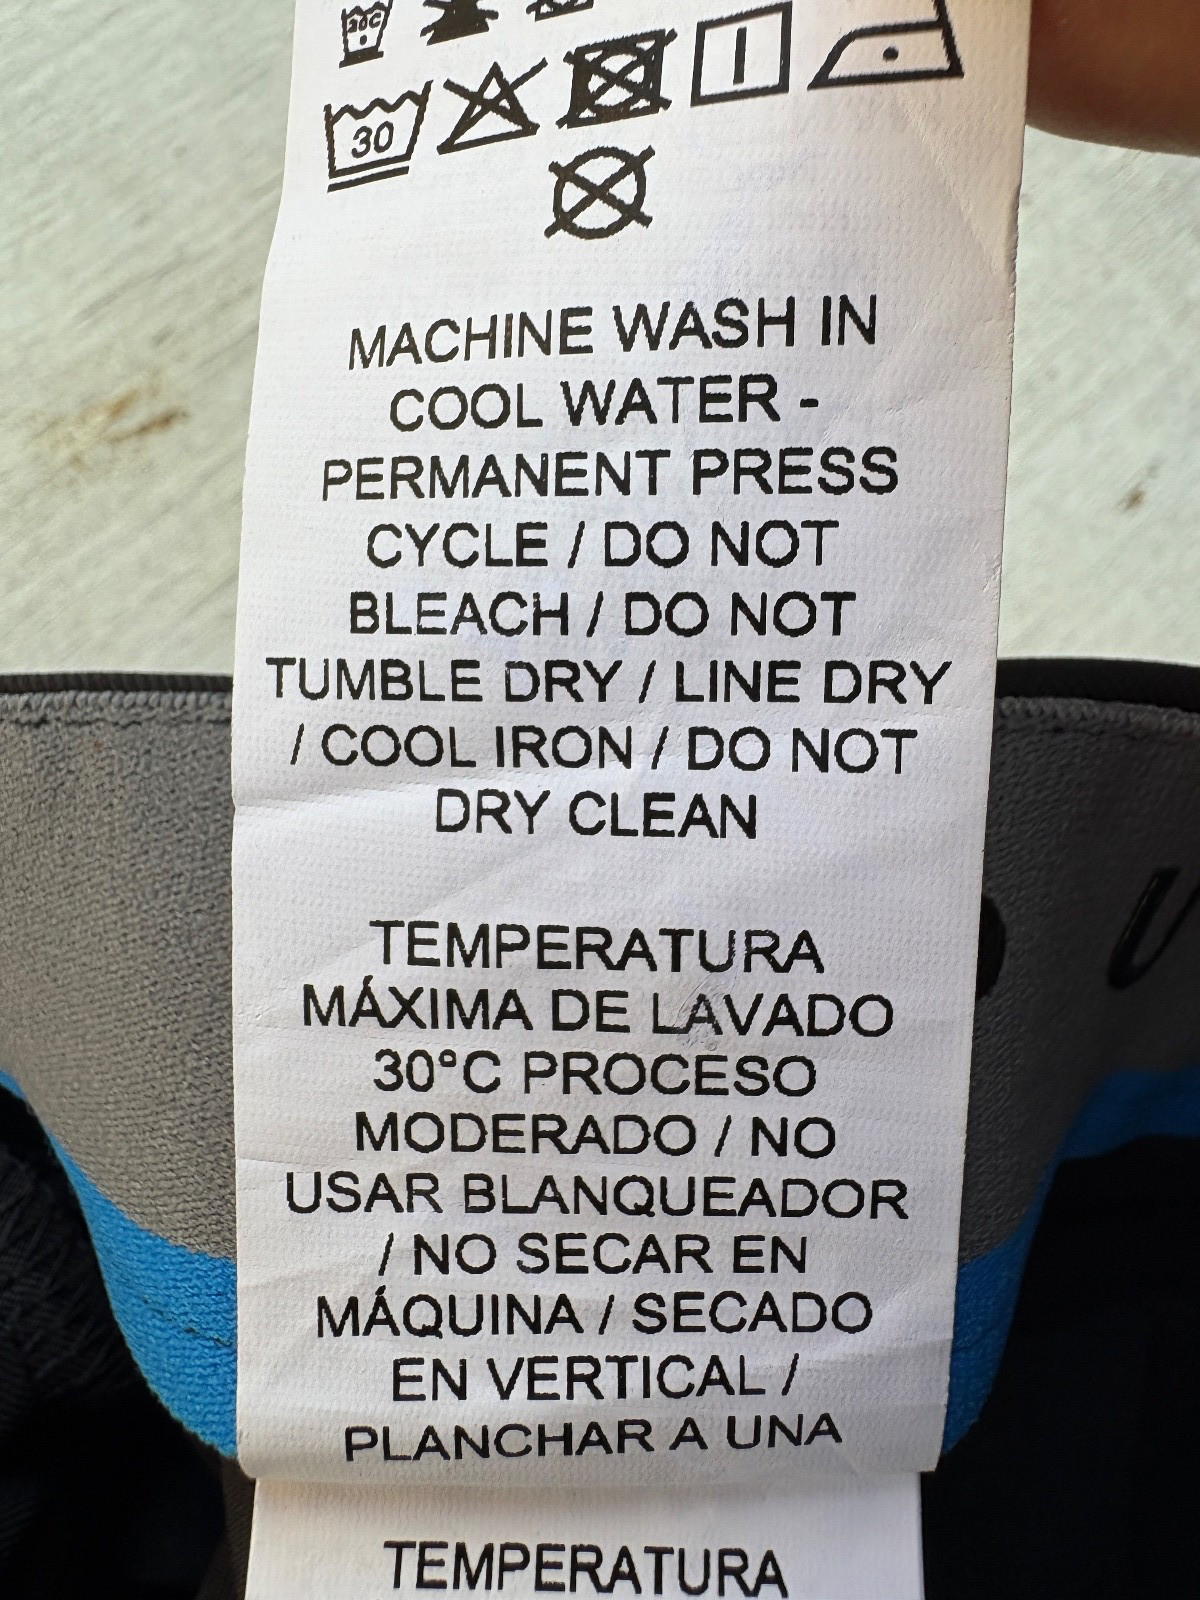 30C
30
MACHINE WASH IN
COOL WATER -
PERMANENT PRESS
CYCLE / DO NOT
BLEACH / DO NOT
TUMBLE DRY / LINE DRY
/ COOL IRON / DO NOT
DRY CLEAN
TEMPERATURA
MÁXIMA DE LAVADO
30°C PROCESO
MODERADO / NO
USAR BLANQUEADOR
/ NO SECAR EN
MÁQUINA / SECADO
EN VERTICAL /
PLANCHAR A UNA
TEMPERATURA